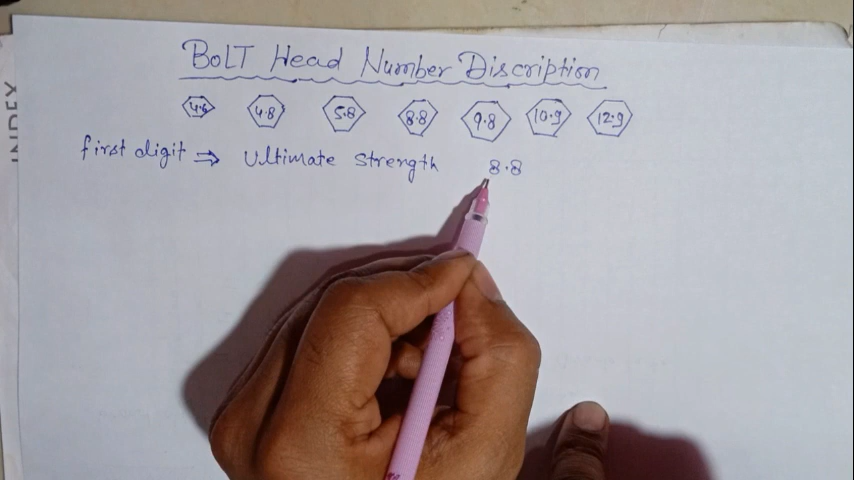 BOLT Head Number Discription
4.6 4.8 5.8 8.8 9.8 10.9 12.9
first digit ⇒ Ultimate strength 8.8
INDEX